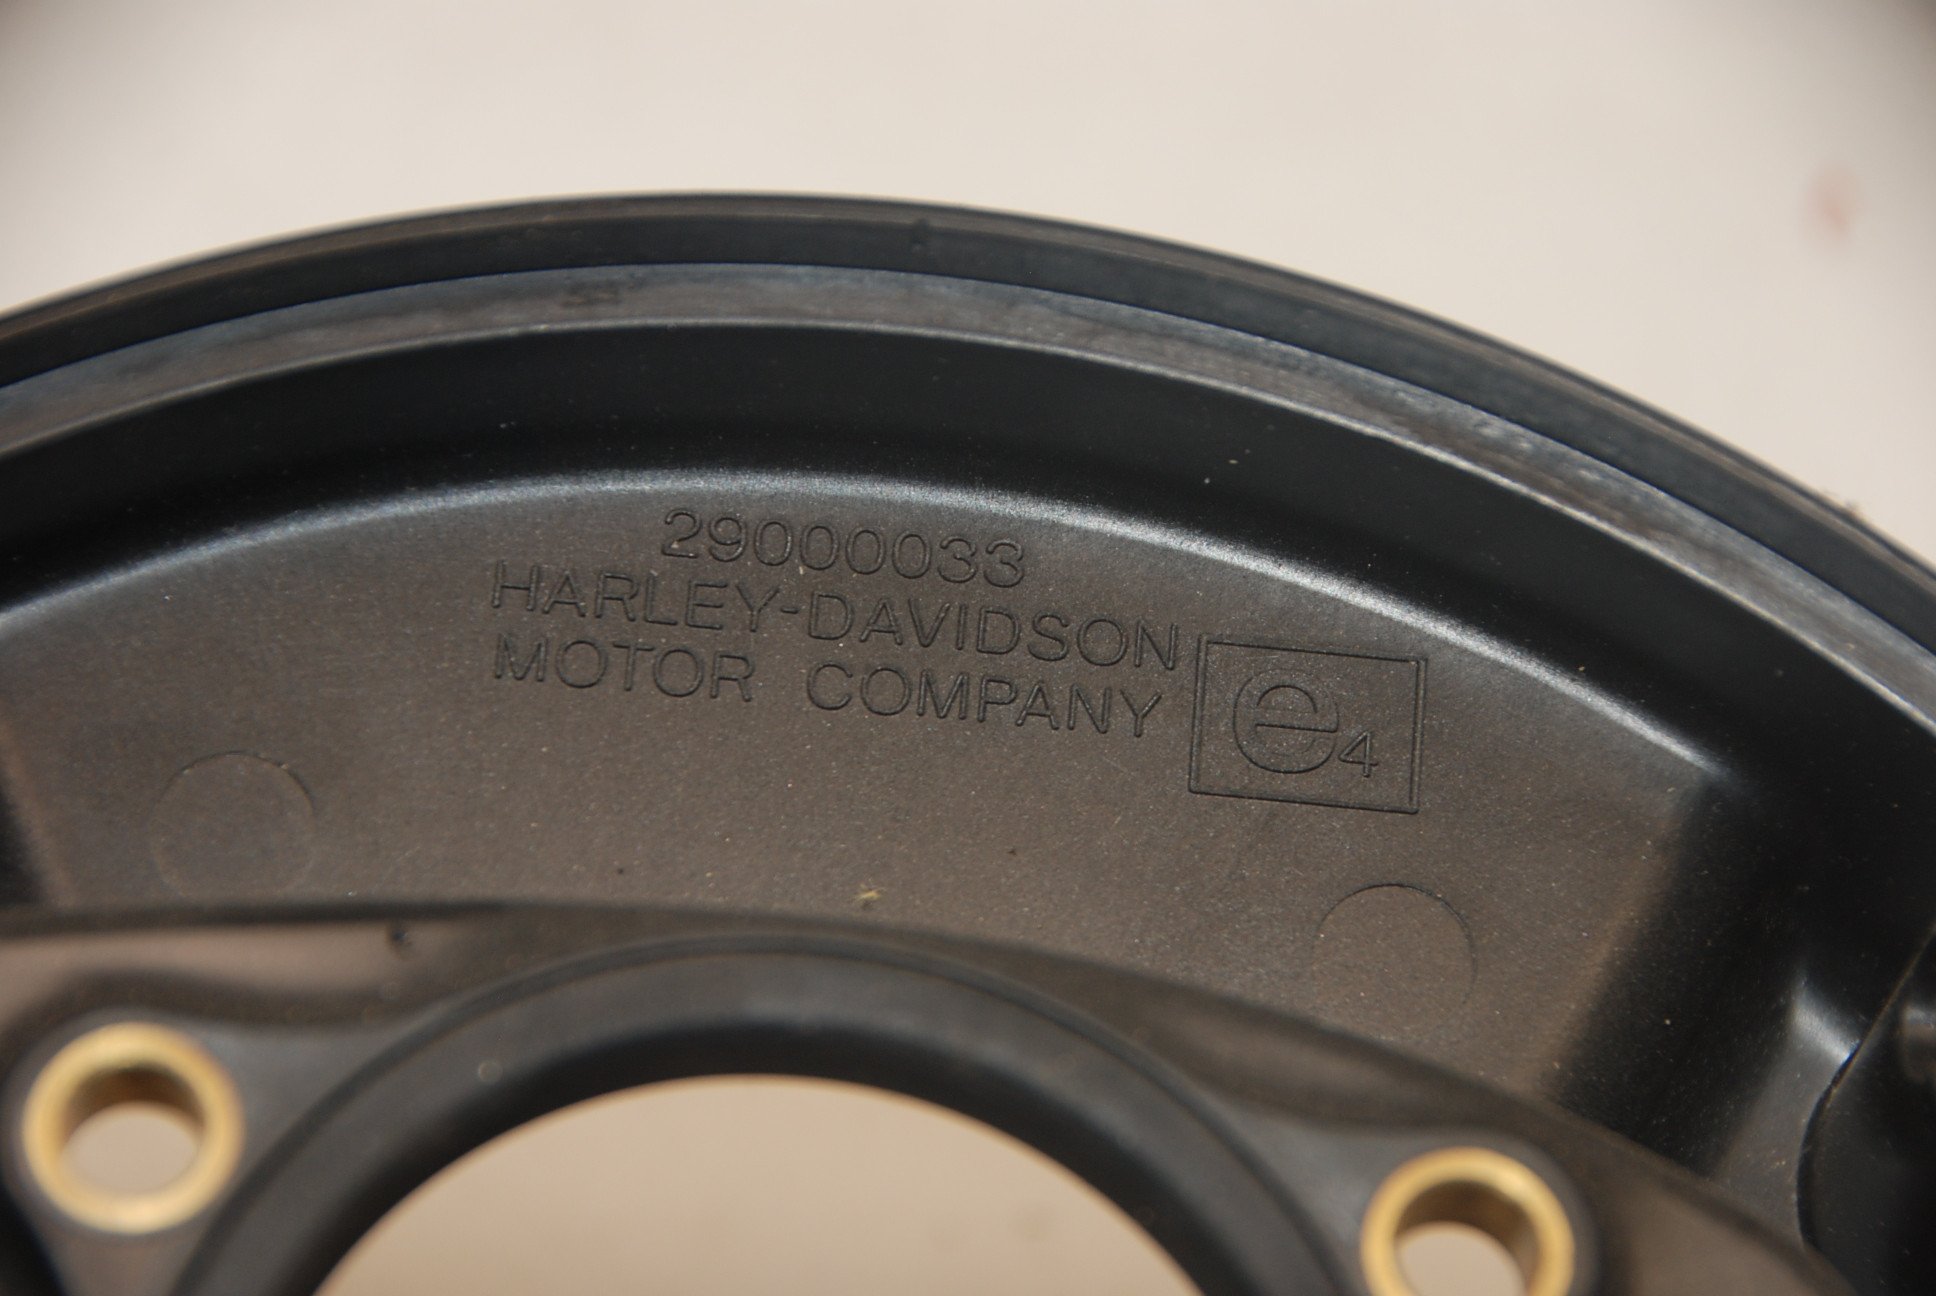 29000033
HARLEY-DAVIDSON
MOTOR COMPANY
e4